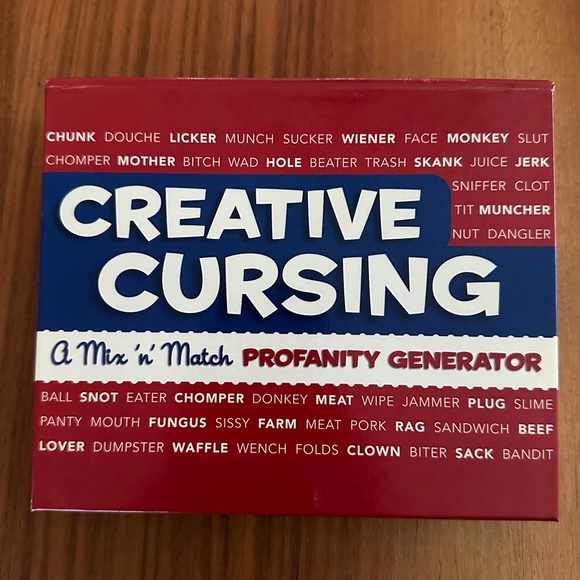 CHUNK DOUCHE LICKER MUNCH SUCKER WIENER FACE MONKEY SLUT
CHOMPER MOTHER BITCH WAD HOLE BEATER TRASH SKANK JUICE JERK
SNIFFER CLOT
TIT MUNCHER
NUT DANGLER
CREATIVE
CURSING
A Mix 'n' Match PROFANITY GENERATOR
BALL SNOT EATER CHOMPER DONKEY MEAT WIPE JAMMER PLUG SLIME
PANTY MOUTH FUNGUS SISSY FARM MEAT PORK RAG SANDWICH BEEF
LOVER DUMPSTER WAFFLE WENCH FOLDS CLOWN BITER SACK BANDIT